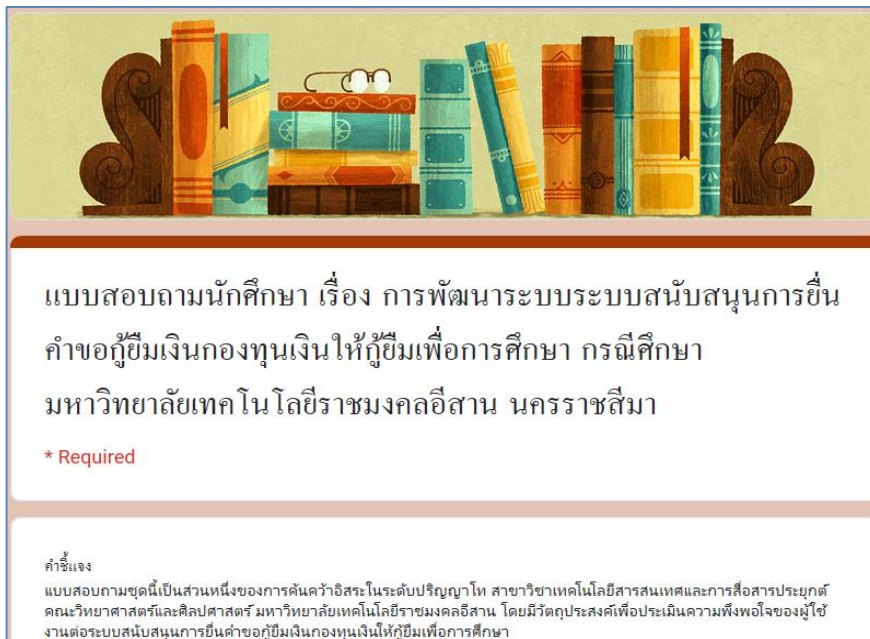 แบบสอบถามนักศึกษา เรื่อง การพัฒนาระบบระบบสนับสนุนการยื่น
คำขอกู้ยืมเงินกองทุนเงินให้กู้ยืมเพื่อการศึกษา กรณีศึกษา
มหาวิทยาลัยเทคโนโลยีราชมงคลอีสาน นครราชสีมา
* Required
คำชี้แจง
แบบสอบถามชุดนี้เป็นส่วนหนึ่งของการค้นคว้าอิสระในระดับปริญญาโท สาขาวิชาเทคโนโลยีสารสนเทศและการสื่อสารประยุกต์
คณะวิทยาศาสตร์และศิลปศาสตร์ มหาวิทยาลัยเทคโนโลยีราชมงคลอีสาน โดยมีวัตถุประสงค์เพื่อประเมินความพึงพอใจของผู้ใช้
งานต่อระบบสนับสนุนการยื่นคำขอกู้ยืมเงินกองทุนเงินให้กู้ยืมเพื่อการศึกษา